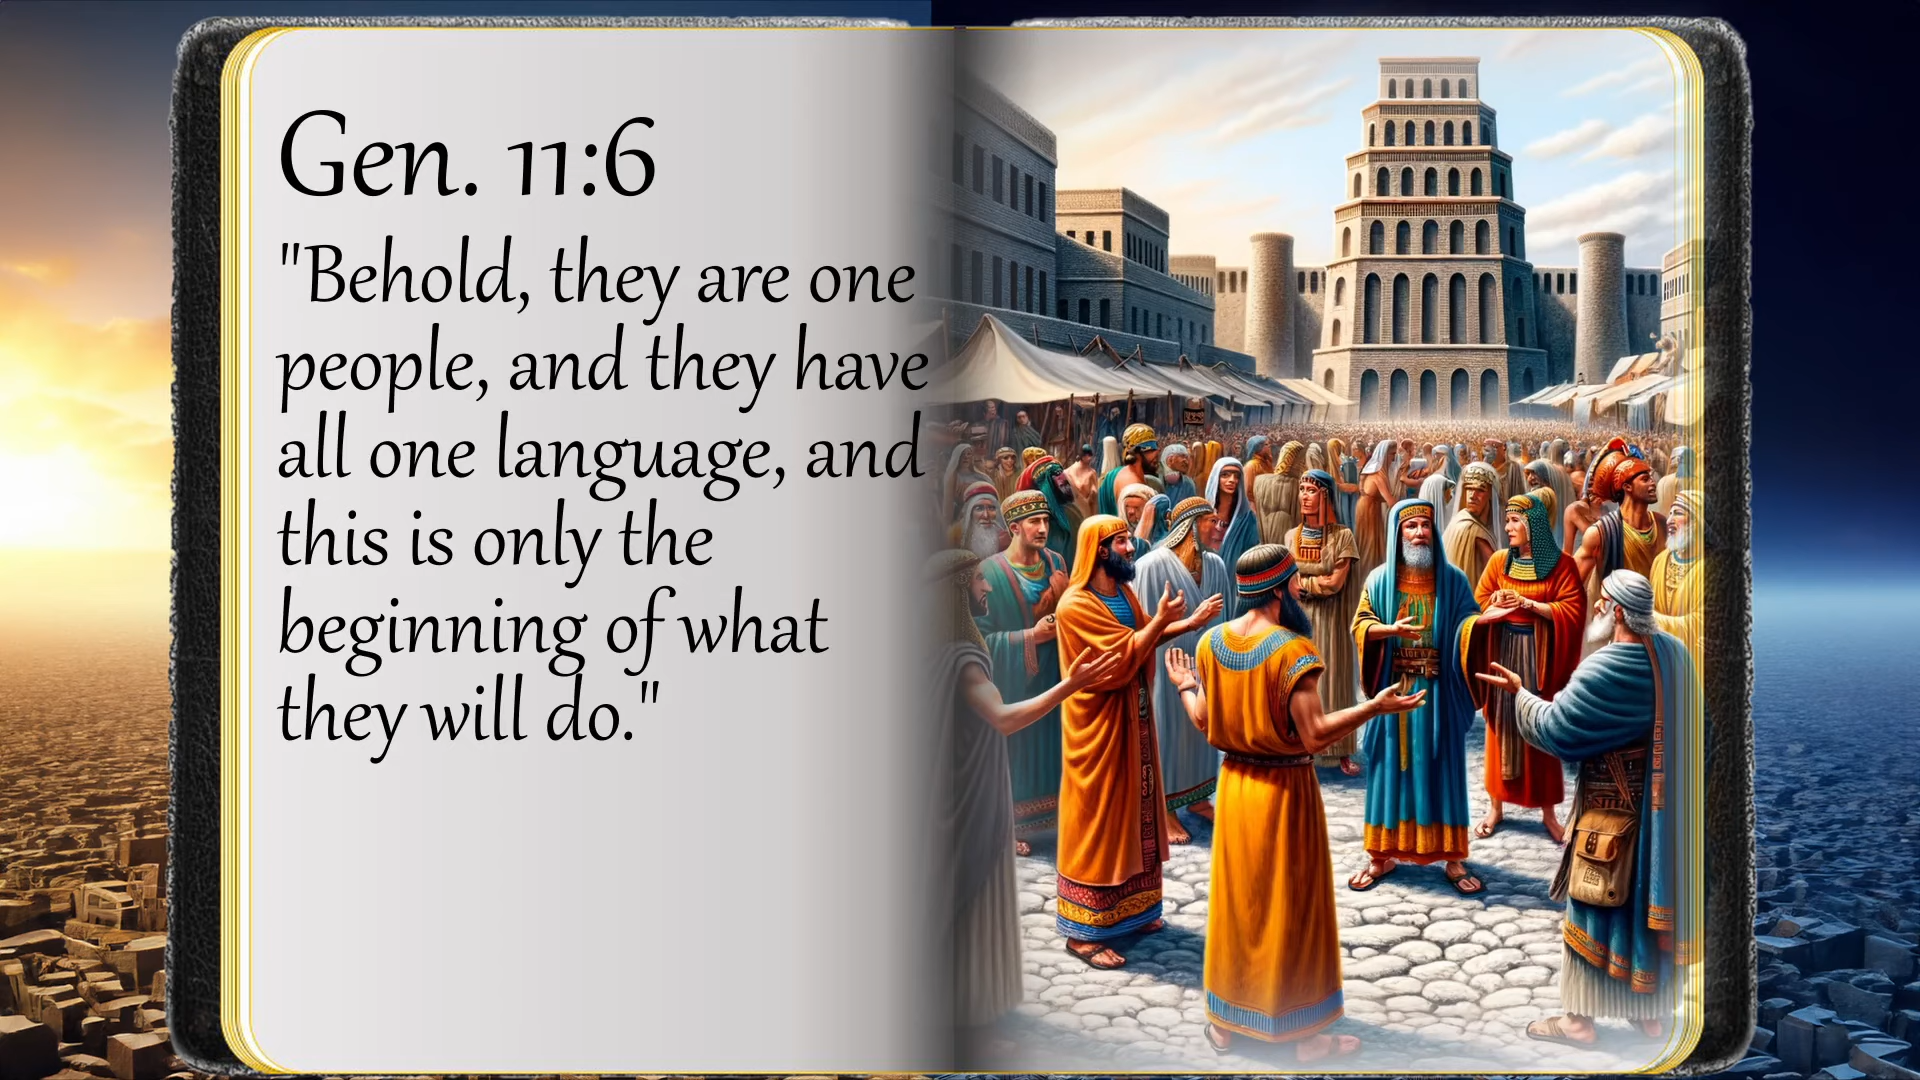 Gen. 11:6
"Behold, they are one
people, and they have
all one language, and
this is only the
beginning of what
they will do."